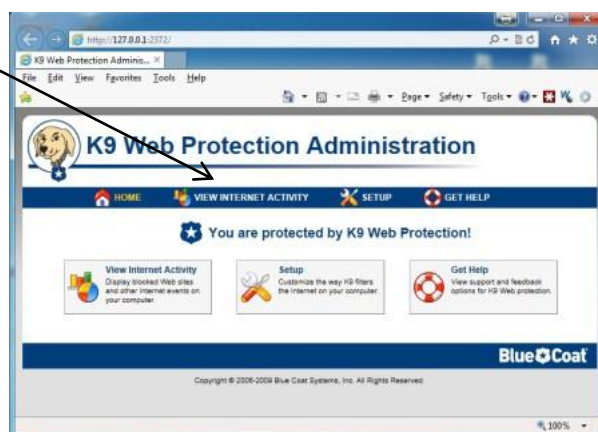 http://127.0.0.1:2372/
K9 Web Protection Adminis...
File Edit View Favorites Tools Help
Page Safety Tools
K9 Web Protection Administration
HOME VIEW INTERNET ACTIVITY SETUP GET HELP
You are protected by K9 Web Protection!
View Internet Activity
Display blocked Web sites
and other Internet events on
your computer.
Setup
Customize the way K9 filters
the Internet on your computer.
Get Help
View support and feedback
options for K9 Web protection.
Blue Coat
Copyright © 2006-2009 Blue Coat Systems, Inc. All Rights Reserved.
100%